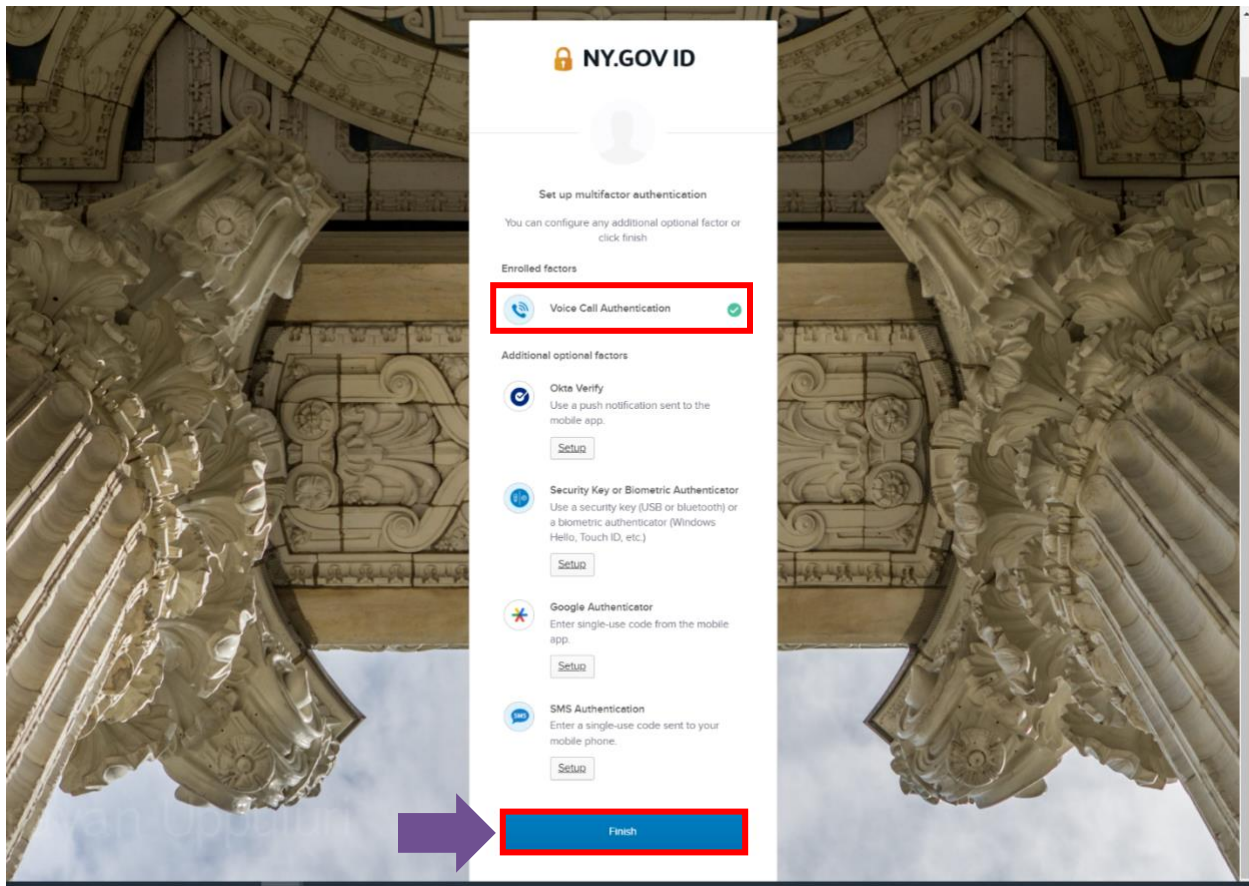 NY.GOV ID
Set up multifactor authentication
You can configure any additional optional factor or
click finish
Enrolled factors
Voice Call Authentication
Additional optional factors
Okta Verify
Use a push notification sent to the
mobile app.
Setup
Security Key or Biometric Authenticator
Use a security key (USB or bluetooth) or
a biometric authenticator (Windows
Hello, Touch ID, etc.)
Setup
Google Authenticator
Enter single-use code from the mobile
app.
Setup
SMS Authentication
SMS
Enter a single-use code sent to your
mobile phone.
Setup
Finish